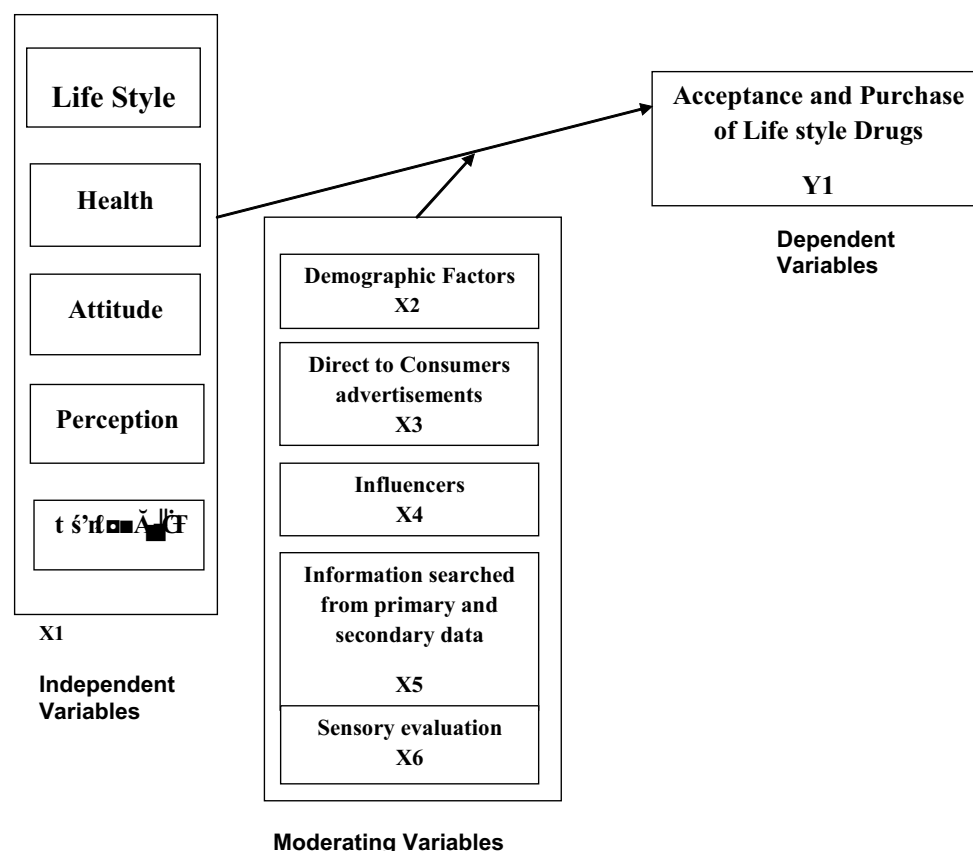 Life Style
Health
Attitude
Perception
X1
Independent
Variables
Acceptance and Purchase
of Life style Drugs
Y1
Dependent
Variables
Demographic Factors
X2
Direct to Consumers
advertisements
X3
Influencers
X4
Information searched
from primary and
secondary data
X5
Sensory evaluation
X6
Moderating Variables